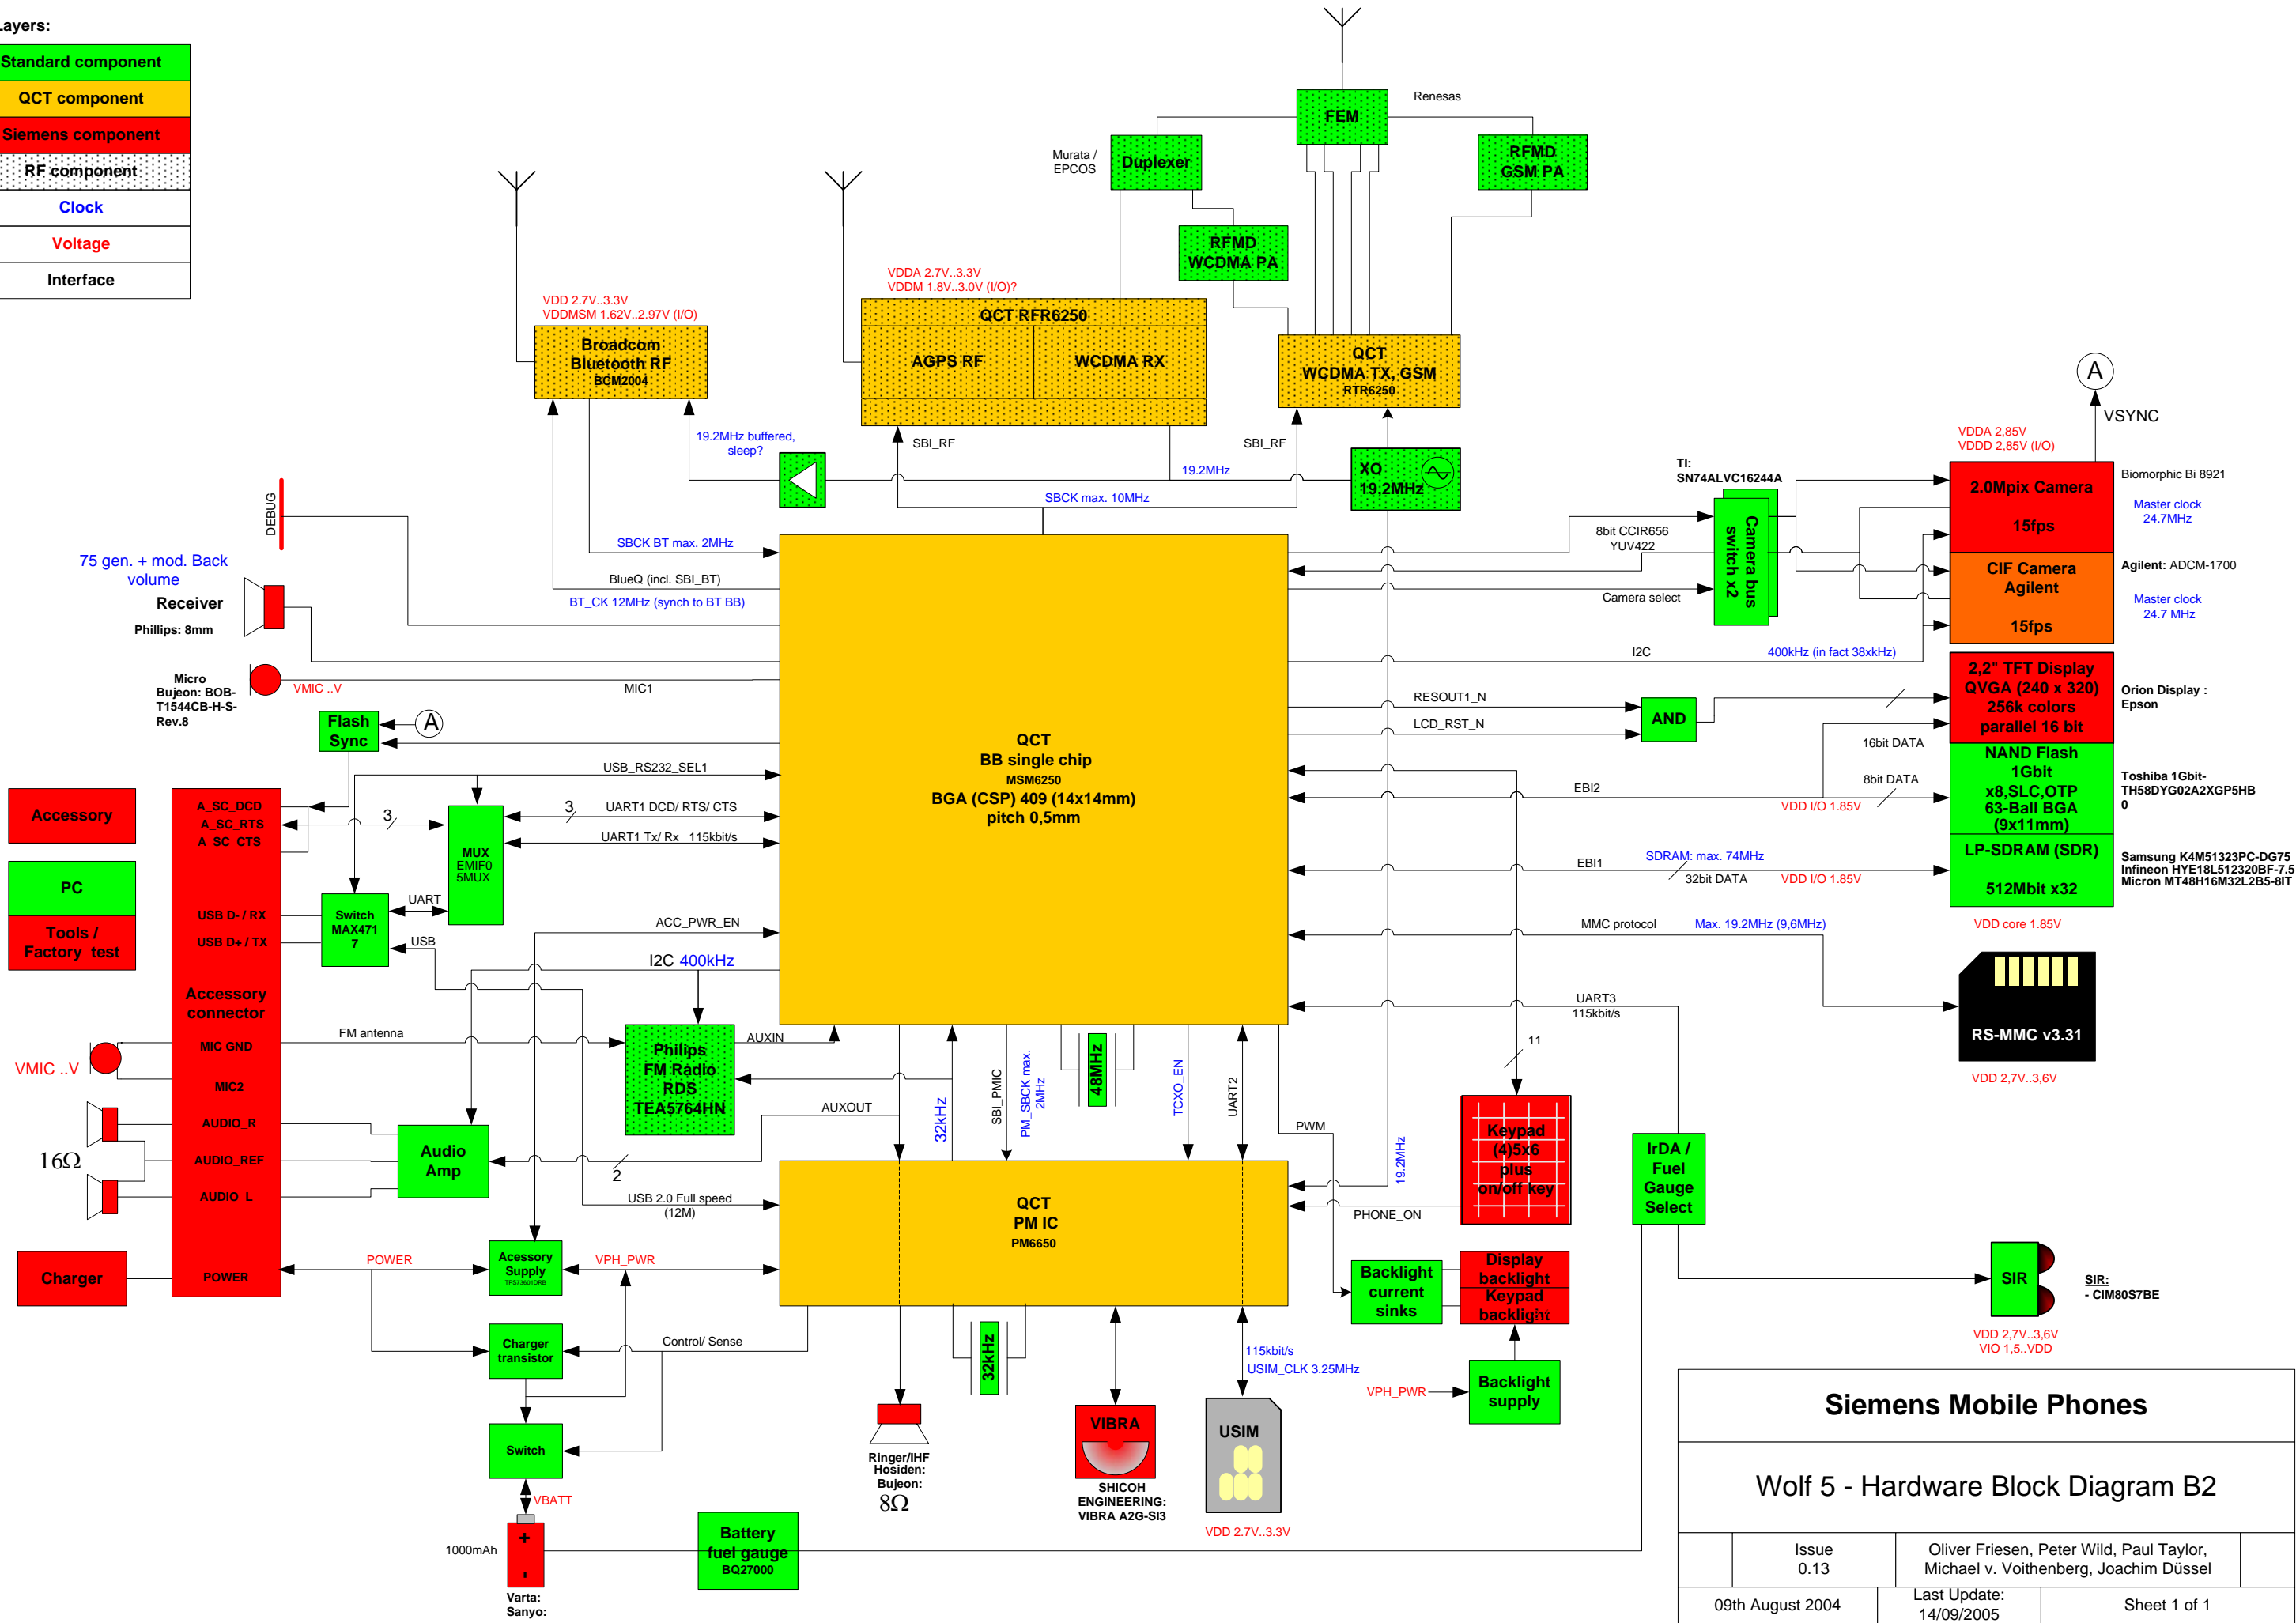 Layers:
Standard component
QCT component
Siemens component
RF component
Clock
Voltage
Interface
FEM
Renesas
Murata /
EPCOS
Duplexer
RFMD
GSM PA
RFMD
WCDMA PA
VDD 2.7V..3.3V
VDDMSM 1.62V..2.97V (I/O)
Broadcom
Bluetooth RF
BCM2004
VDDA 2.7V..3.3V
VDDM 1.8V..3.0V (I/O)?
QCT RFR6250
AGPS RF
WCDMA RX
QCT
WCDMA TX, GSM
RTR6250
A
VSYNC
19.2MHz buffered,
sleep?
SBI_RF
SBI_RF
19.2MHz
XO
19,2MHz
SBCK max. 10MHz
TI:
SN74ALVC16244A
Camera bus
switch x2
8bit CCIR656
YUV422
Camera select
VDDA 2,85V
VDDD 2,85V (I/O)
2.0Mpix Camera
15fps
Biomorphic Bi 8921
Master clock
24.7MHz
CIF Camera
Agilent
15fps
Agilent: ADCM-1700
Master clock
24.7 MHz
DEBUG
75 gen. + mod. Back
volume
Receiver
Phillips: 8mm
SBCK BT max. 2MHz
BlueQ (incl. SBI_BT)
BT_CK 12MHz (synch to BT BB)
I2C
400kHz (in fact 38xkHz)
Micro
Bujeon: BOB-
T1544CB-H-S-
Rev.8
VMIC ..V
MIC1
Flash
Sync
A
QCT
BB single chip
MSM6250
BGA (CSP) 409 (14x14mm)
pitch 0,5mm
RESOUT1_N
LCD_RST_N
AND
2,2" TFT Display
QVGA (240 x 320)
256k colors
parallel 16 bit
Orion Display :
Epson
16bit DATA
8bit DATA
NAND Flash
1Gbit
x8,SLC,OTP
63-Ball BGA
(9x11mm)
Toshiba 1Gbit-
TH58DYG02A2XGP5HB
0
EBI2
VDD I/O 1.85V
LP-SDRAM (SDR)
512Mbit x32
Samsung K4M51323PC-DG75
Infineon HYE18L512320BF-7.5
Micron MT48H16M32L2B5-8IT
EBI1
SDRAM: max. 74MHz
32bit DATA
VDD I/O 1.85V
VDD core 1.85V
MMC protocol
Max. 19.2MHz (9,6MHz)
RS-MMC v3.31
VDD 2,7V..3,6V
USB_RS232_SEL1
3
UART1 DCD/ RTS/ CTS
UART1 Tx/ Rx 115kbit/s
3
MUX
EMIF0
5MUX
Accessory
PC
Tools /
Factory test
A_SC_DCD
A_SC_RTS
A_SC_CTS
USB D- / RX
USB D+ / TX
Accessory
connector
MIC GND
MIC2
AUDIO_R
AUDIO_REF
AUDIO_L
POWER
Switch
MAX471
7
UART
USB
ACC_PWR_EN
I2C 400kHz
FM antenna
Philips
FM Radio
RDS
TEA5764HN
AUXIN
AUXOUT
2
VMIC ..V
16Ω
Audio
Amp
USB 2.0 Full speed
(12M)
32kHz
SBI_PMIC
PM_SBCK max.
2MHz
48MHz
TCXO_EN
UART2
PWM
19.2MHz
UART3
115kbit/s
11
Keypad
(4)5x6
plus
on/off key
PHONE_ON
IrDA /
Fuel
Gauge
Select
QCT
PM IC
PM6650
Charger
POWER
Acessory
Supply
TPS73601DRB
VPH_PWR
Charger
transistor
Control/ Sense
Switch
VBATT
1000mAh
+
-
Varta:
Sanyo:
Battery
fuel gauge
BQ27000
Ringer/IHF
Hosiden:
Bujeon:
8Ω
32kHz
VIBRA
SHICOH
ENGINEERING:
VIBRA A2G-SI3
115kbit/s
USIM_CLK 3.25MHz
USIM
VDD 2.7V..3.3V
Backlight
current
sinks
Display
backlight
Keypad
backlight
VPH_PWR
Backlight
supply
SIR
SIR:
- CIM80S7BE
VDD 2,7V..3,6V
VIO 1,5..VDD
Siemens Mobile Phones
Wolf 5 - Hardware Block Diagram B2
Issue
0.13
Oliver Friesen, Peter Wild, Paul Taylor,
Michael v. Voithenberg, Joachim Düssel
09th August 2004
Last Update:
14/09/2005
Sheet 1 of 1